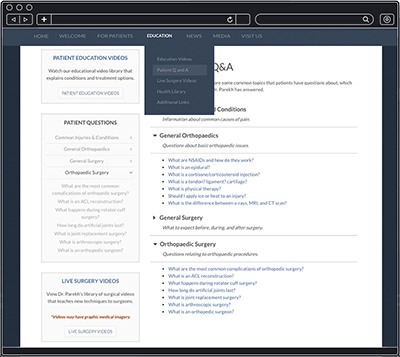 HOME WELCOME FOR PATIENTS EDUCATION NEWS MEDIA VISIT US
Education Videos
Patient Q and A
Live Surgery Videos
Health Library
Additional Links
PATIENT EDUCATION VIDEOS
Watch our educational video library that
explains conditions and treatment options.
PATIENT EDUCATION VIDEOS
PATIENT QUESTIONS
Common Injuries & Conditions
General Orthopaedics
General Surgery
Orthopaedic Surgery
What are the most common
complications of orthopedic surgery?
What is an ACL reconstruction?
What happens during rotator cuff
surgery?
How long do artificial joints last?
What is joint replacement surgery?
What is arthroscopic surgery?
What is an orthopedic surgeon?
LIVE SURGERY VIDEOS
View Dr. Parekh's library of surgical videos
that teaches new techniques to surgeons.
*Videos may have graphic medical imagery.
LIVE SURGERY VIDEOS
Q&A
are some common topics that patients have questions about, which
Dr. Parekh has answered.
Conditions
Information about common causes of pain.
General Orthopaedics
Questions about basic orthopaedic issues.
What are NSAIDs and how do they work?
What is an epidural?
What is a cortisone/corticosteroid injection?
What is a tendon? ligament? cartilage?
What is physical therapy?
Should I apply ice or heat to an injury?
What is the difference between x-rays, MRI, and CT scan?
General Surgery
What to expect before, during, and after surgery.
Orthopaedic Surgery
Questions relating to orthopaedic procedures.
What are the most common complications of orthopedic surgery?
What is an ACL reconstruction?
What happens during rotator cuff surgery?
How long do artificial joints last?
What is joint replacement surgery?
What is arthroscopic surgery?
What is an orthopedic surgeon?